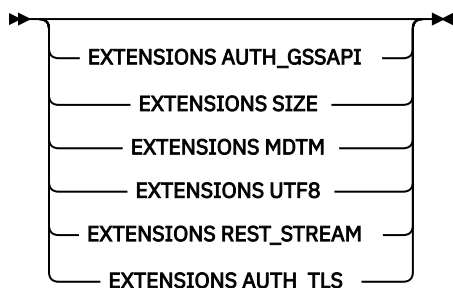 EXTENSIONS AUTH_GSSAPI
EXTENSIONS SIZE
EXTENSIONS MDTM
EXTENSIONS UTF8
EXTENSIONS REST_STREAM
EXTENSIONS AUTH_TLS